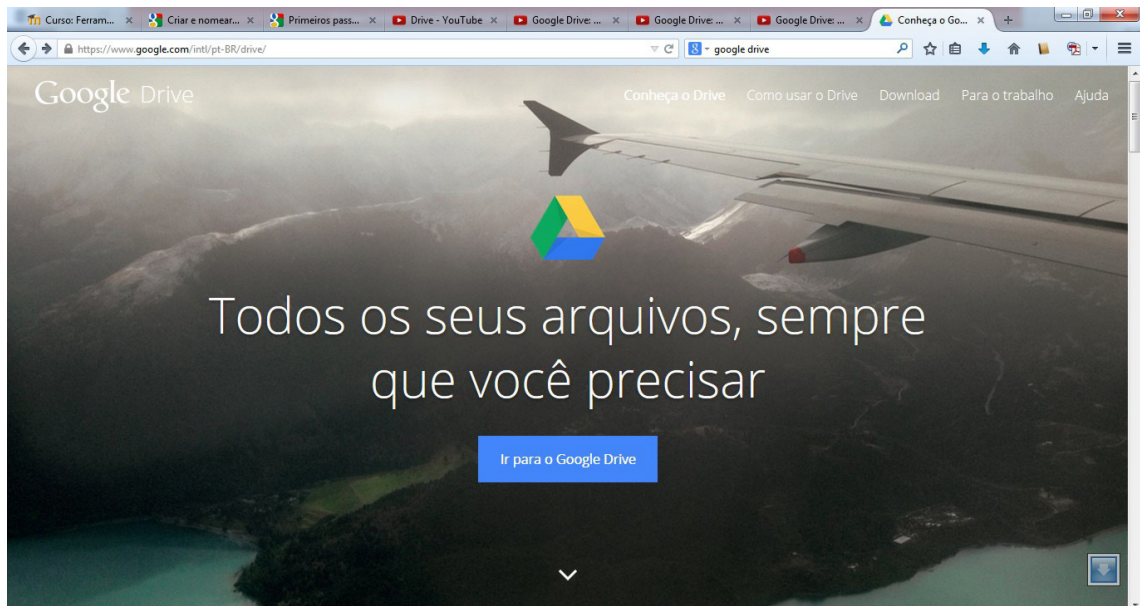 Curso: Ferram...
Criar e nomear...
Primeiros pass...
Drive - YouTube
Google Drive: ...
Google Drive: ...
Google Drive: ...
Conheça o Go...
https://www.google.com/intl/pt-BR/drive/
google drive
Google Drive
Conheça o Drive
Como usar o Drive
Download
Para o trabalho
Ajuda
Todos os seus arquivos, sempre
que você precisar
Ir para o Google Drive